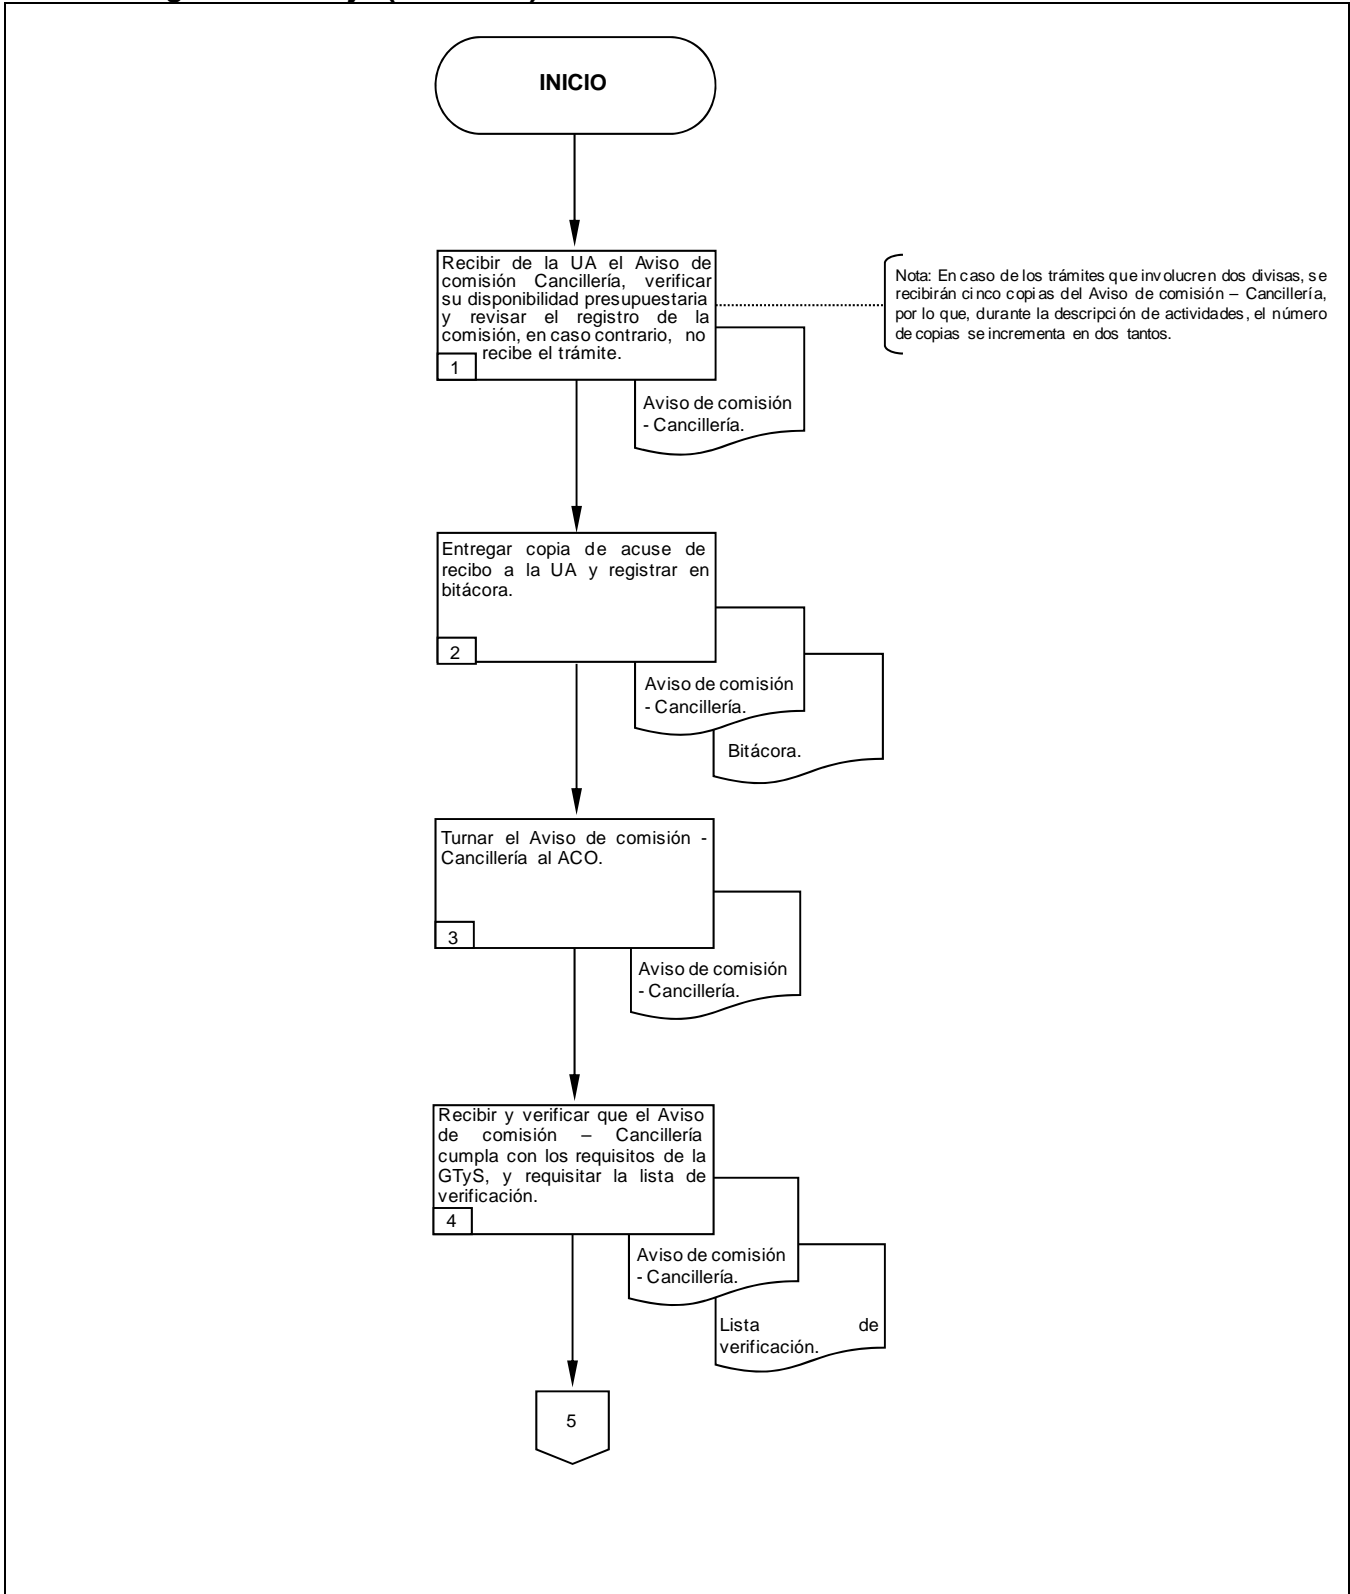 INICIO
Recibir de la UA el Aviso de
comisión Cancillería, verificar
su disponibilidad presupuestaria
y revisar el registro de la
comisión, en caso contrario, no
recibe el trámite.
1
Aviso de comisión
- Cancillería.
Nota: En caso de los trámites que involucren dos divisas, se
recibirán cinco copias del Aviso de comisión – Cancillería,
por lo que, durante la descripción de actividades, el número
de copias se incrementa en dos tantos.
Entregar copia de acuse de
recibo a la UA y registrar en
bitácora.
2
Aviso de comisión
- Cancillería.
Bitácora.
Turnar el Aviso de comisión -
Cancillería al ACO.
3
Aviso de comisión
- Cancillería.
Recibir y verificar que el Aviso
de comisión – Cancillería
cumpla con los requisitos de la
GTyS, y requisitar la lista de
verificación.
4
Aviso de comisión
- Cancillería.
Lista de
verificación.
5